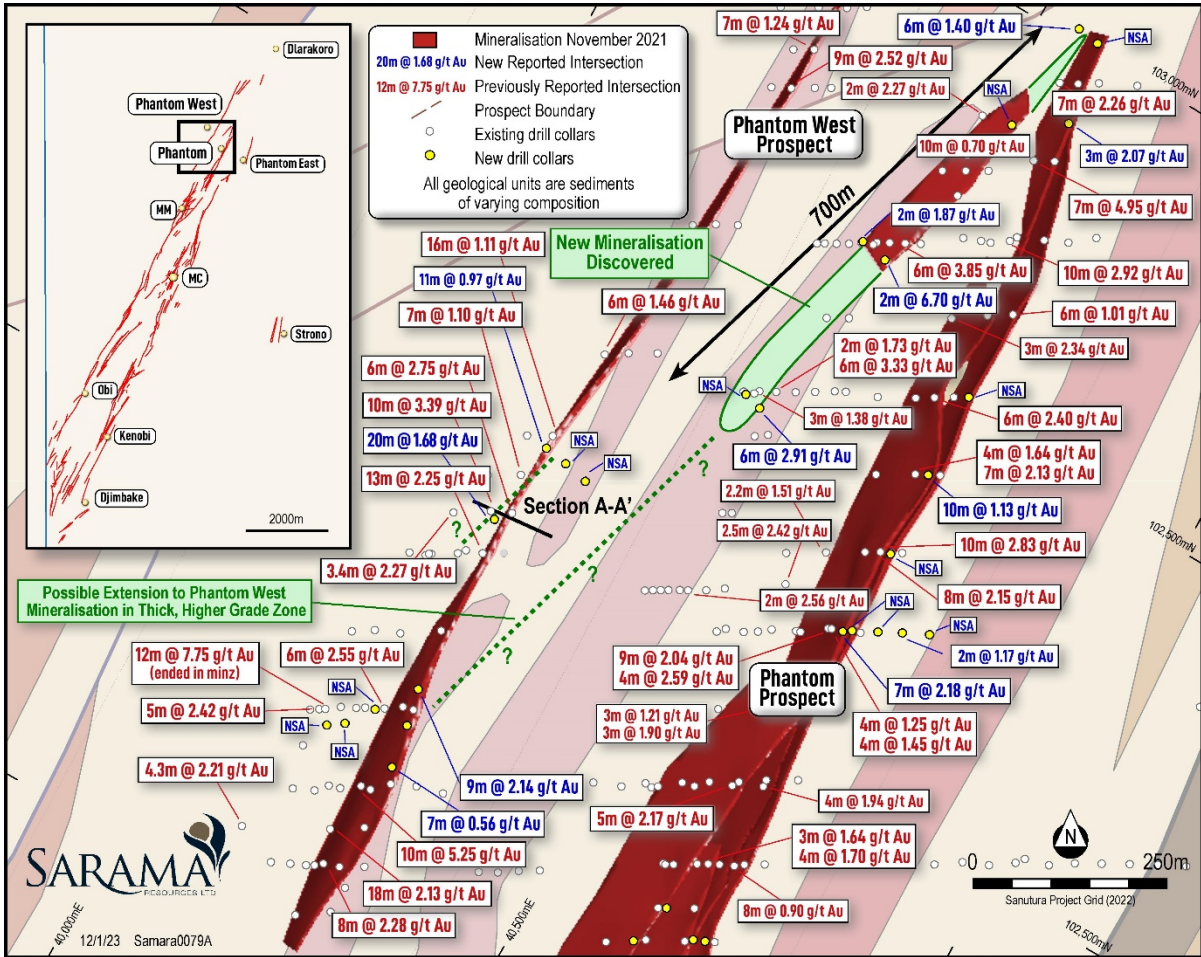 Dlarakoro
Phantom West
Phantom
Phantom East
MM
MC
Strono
Obi
Kenobi
Djimbake
2000m
Mineralisation November 2021
20m @ 1.68 g/t Au New Reported Intersection
12m @ 7.75 g/t Au Previously Reported Intersection
Prospect Boundary
Existing drill collars
New drill collars
All geological units are sediments
of varying composition
7m @ 1.24 g/t Au
6m @ 1.40 g/t Au
NSA
9m @ 2.52 g/t Au
103,000mN
2m @ 2.27 g/t Au
NSA
7m @ 2.26 g/t Au
Phantom West
Prospect
10m @ 0.70 g/t Au
3m @ 2.07 g/t Au
700m
7m @ 4.95 g/t Au
2m @ 1.87 g/t Au
16m @ 1.11 g/t Au
New Mineralisation
Discovered
11m @ 0.97 g/t Au
6m @ 3.85 g/t Au
10m @ 2.92 g/t Au
6m @ 1.46 g/t Au
2m @ 6.70 g/t Au
7m @ 1.10 g/t Au
6m @ 1.01 g/t Au
2m @ 1.73 g/t Au
6m @ 3.33 g/t Au
3m @ 2.34 g/t Au
6m @ 2.75 g/t Au
NSA
10m @ 3.39 g/t Au
3m @ 1.38 g/t Au
6m @ 2.40 g/t Au
20m @ 1.68 g/t Au
NSA
6m @ 2.91 g/t Au
4m @ 1.64 g/t Au
7m @ 2.13 g/t Au
NSA
?
13m @ 2.25 g/t Au
2.2m @ 1.51 g/t Au
Section A-A'
10m @ 1.13 g/t Au
102,500mN
?
2.5m @ 2.42 g/t Au
10m @ 2.83 g/t Au
3.4m @ 2.27 g/t Au
?
NSA
Possible Extension to Phantom West
Mineralisation in Thick, Higher Grade Zone
2m @ 2.56 g/t Au
8m @ 2.15 g/t Au
NSA
NSA
12m @ 7.75 g/t Au
(ended in minz)
6m @ 2.55 g/t Au
?
9m @ 2.04 g/t Au
4m @ 2.59 g/t Au
2m @ 1.17 g/t Au
Phantom
Prospect
7m @ 2.18 g/t Au
NSA
5m @ 2.42 g/t Au
NSA
NSA
3m @ 1.21 g/t Au
3m @ 1.90 g/t Au
4m @ 1.25 g/t Au
4m @ 1.45 g/t Au
4.3m @ 2.21 g/t Au
9m @ 2.14 g/t Au
4m @ 1.94 g/t Au
7m @ 0.56 g/t Au
5m @ 2.17 g/t Au
10m @ 5.25 g/t Au
3m @ 1.64 g/t Au
4m @ 1.70 g/t Au
N
0 250m
Sanutura Project Grid (2022)
SARAMA
RESOURCES LTD
18m @ 2.13 g/t Au
8m @ 0.90 g/t Au
8m @ 2.28 g/t Au
40,000mE
12/1/23 Samara0079A
40,500mE
102,500mN